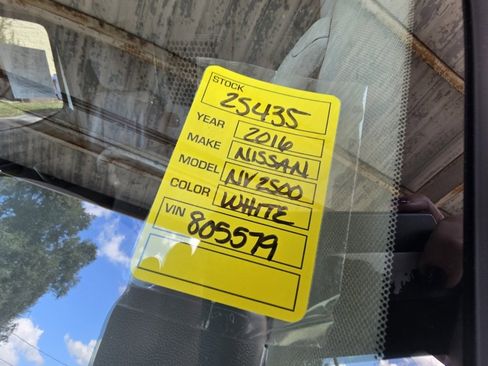 STOCK 25435
YEAR 2016
MAKE NISSAN
MODEL NV2500
COLOR WHITE
VIN 805579